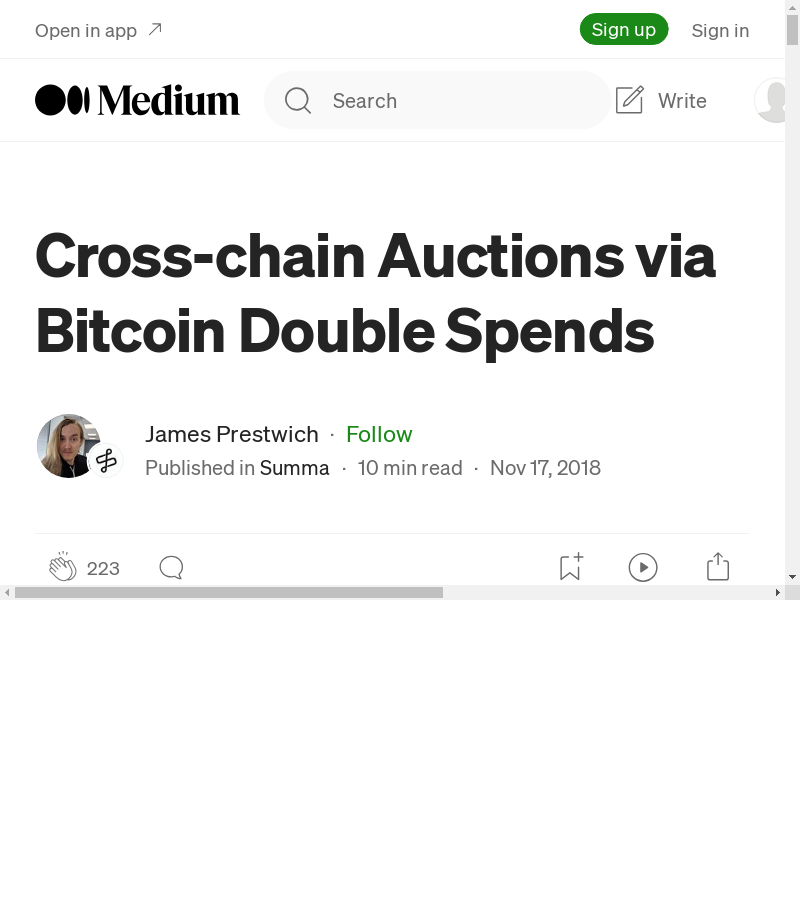 Open in app
Sign up
Sign in
Medium
Search
Write
Cross-chain Auctions via
Bitcoin Double Spends
James Prestwich · Follow
Published in Summa · 10 min read · Nov 17, 2018
223